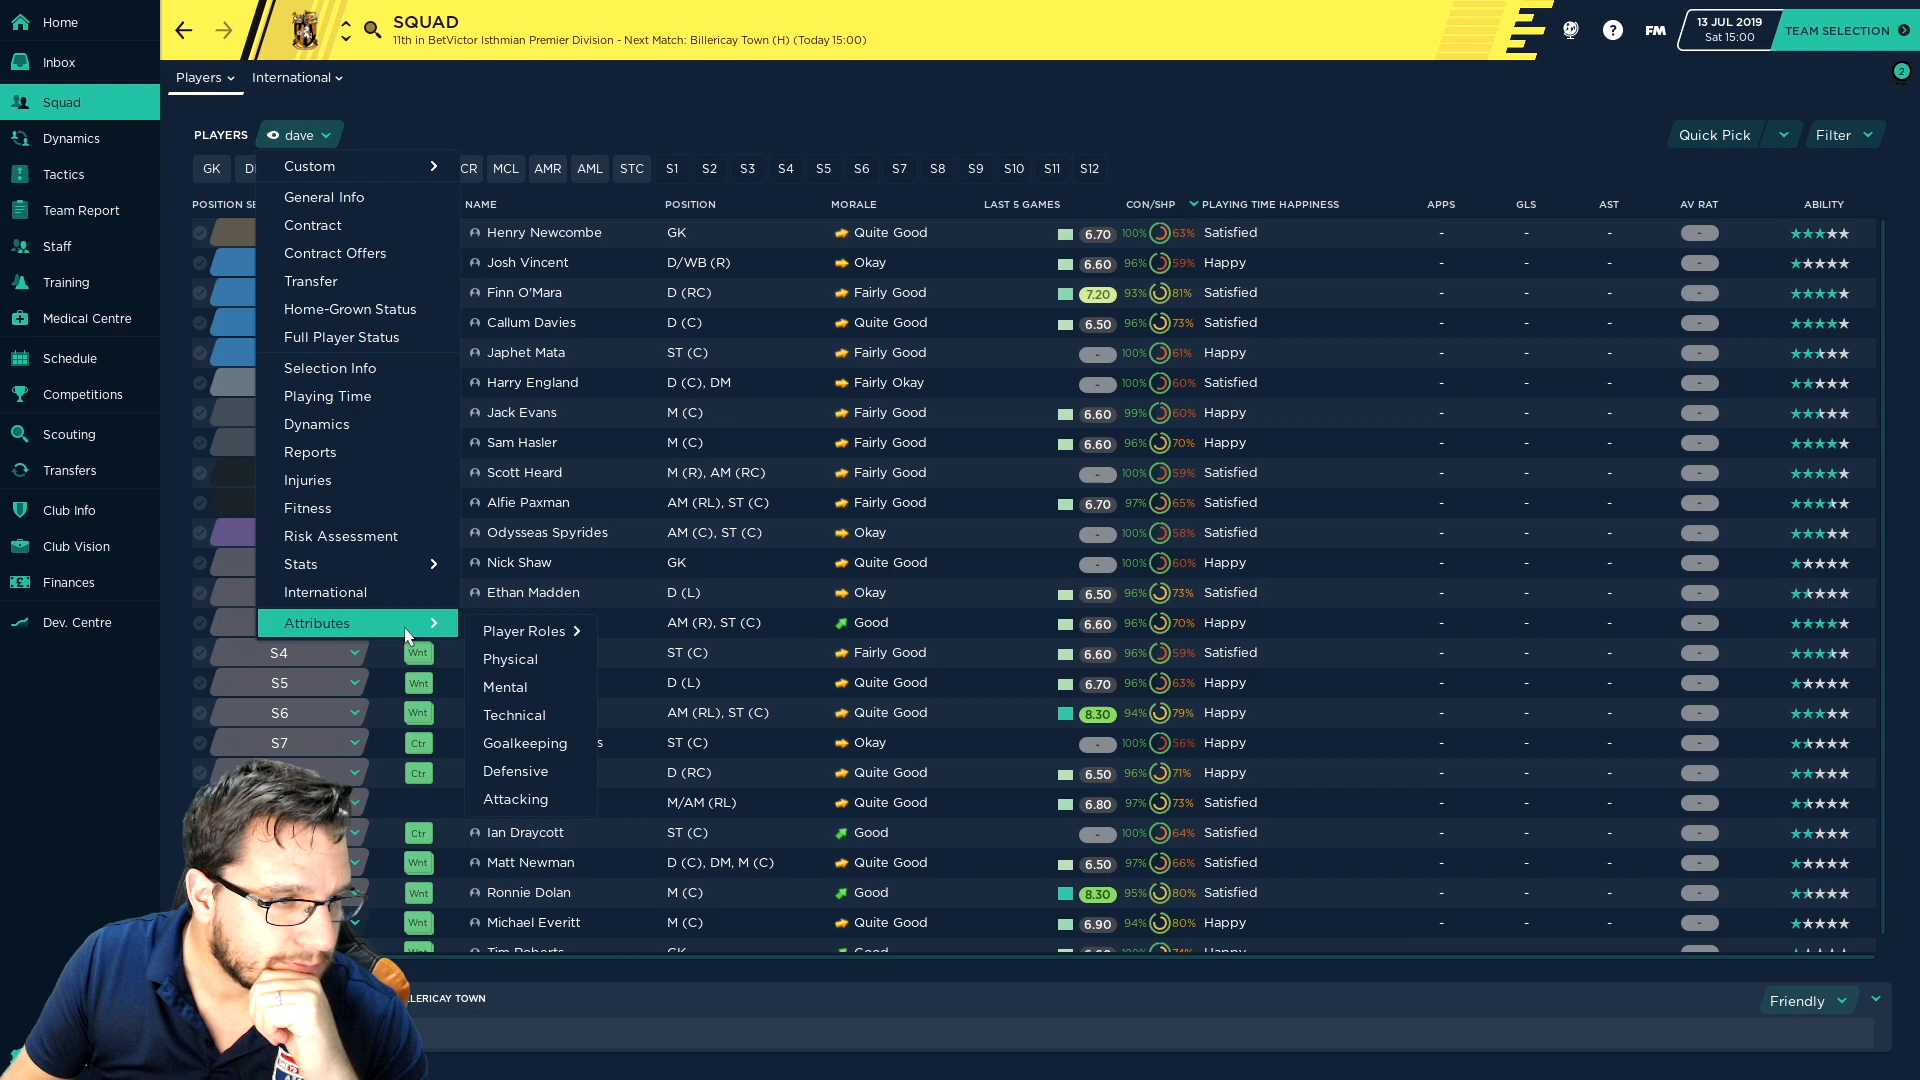 Home
Inbox
Squad
Dynamics
Tactics
Team Report
Staff
Training
Medical Centre
Schedule
Competitions
Scouting
Transfers
Club Info
Club Vision
Finances
Dev. Centre
SQUAD
11th in BetVictor Isthmian Premier Division - Next Match: Billericay Town (H) (Today 15:00)
? FM
13 JUL 2019
Sat 15:00
TEAM SELECTION
Players International
2
PLAYERS dave Quick Pick Filter
GK CR MCL AMR AML STC S1 S2 S3 S4 S5 S6 S7 S8 S9 S10 S11 S12
Custom
General Info
Contract
Contract Offers
Transfer
Home-Grown Status
Full Player Status
Selection Info
Playing Time
Dynamics
Reports
Injuries
Fitness
Risk Assessment
Stats
International
Attributes
Player Roles
Physical
Mental
Technical
Goalkeeping
Defensive
Attacking
POSITION SE NAME POSITION MORALE LAST 5 GAMES CON/SHP PLAYING TIME HAPPINESS APPS GLS AST AV RAT ABILITY
Henry Newcombe GK Quite Good 6.70 100% 63% Satisfied - - - -
Josh Vincent D/WB (R) Okay 6.60 96% 59% Happy - - - -
Finn O'Mara D (RC) Fairly Good 7.20 93% 81% Satisfied - - - -
Callum Davies D (C) Quite Good 6.50 96% 73% Satisfied - - - -
Japhet Mata ST (C) Fairly Good - 100% 61% Happy - - - -
Harry England D (C), DM Fairly Okay - 100% 60% Satisfied - - - -
Jack Evans M (C) Fairly Good 6.60 99% 60% Happy - - - -
Sam Hasler M (C) Fairly Good 6.60 96% 70% Happy - - - -
Scott Heard M (R), AM (RC) Fairly Good - 100% 59% Satisfied - - - -
Alfie Paxman AM (RL), ST (C) Fairly Good 6.70 97% 65% Satisfied - - - -
Odysseas Spyrides AM (C), ST (C) Okay - 100% 58% Satisfied - - - -
Nick Shaw GK Quite Good - 100% 60% Happy - - - -
Ethan Madden D (L) Okay 6.50 96% 73% Satisfied - - - -
AM (R), ST (C) Good 6.60 96% 70% Happy - - - -
S4 Wnt ST (C) Fairly Good 6.60 96% 59% Satisfied - - - -
S5 Wnt D (L) Quite Good 6.70 96% 63% Happy - - - -
S6 Wnt AM (RL), ST (C) Quite Good 8.30 94% 79% Happy - - - -
S7 Ctr s ST (C) Okay - 100% 56% Happy - - - -
Ctr D (RC) Quite Good 6.50 96% 71% Happy - - - -
M/AM (RL) Quite Good 6.80 97% 73% Satisfied - - - -
Ctr Ian Draycott ST (C) Good - 100% 64% Satisfied - - - -
Wnt Matt Newman D (C), DM, M (C) Quite Good 6.50 97% 66% Satisfied - - - -
Wnt Ronnie Dolan M (C) Good 8.30 95% 80% Satisfied - - - -
Wnt Michael Everitt M (C) Quite Good 6.90 94% 80% Happy - - - -
Tim Roberts GK Good Happy
LLERICAY TOWN
Friendly